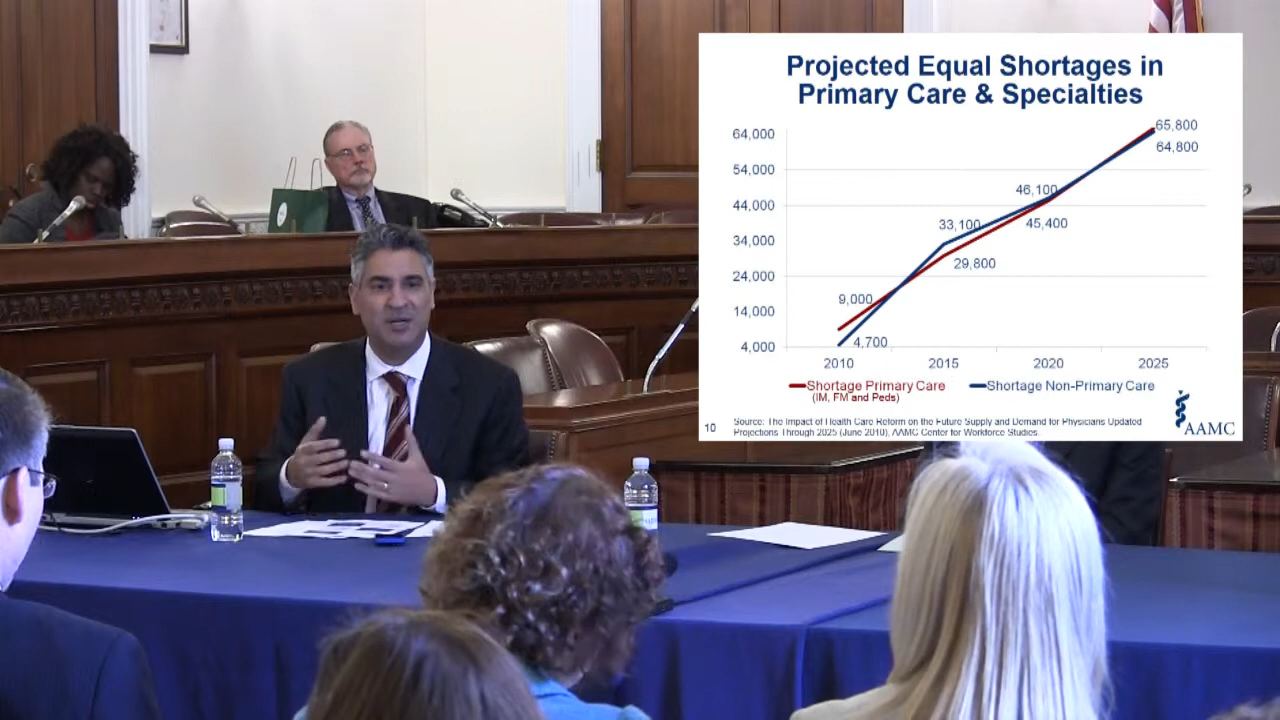 Projected Equal Shortages in
Primary Care & Specialties
64,000
54,000
44,000
34,000
24,000
14,000
4,000
65,800
64,800
46,100
45,400
33,100
29,800
9,000
4,700
2010
2015
2020
2025
Shortage Primary Care
(IM, FM and Peds)
Shortage Non-Primary Care
10
Source: The Impact of Health Care Reform on the Future Supply and Demand for Physicians Updated
Projections Through 2025 (June 2010), AAMC Center for Workforce Studies.
AAMC